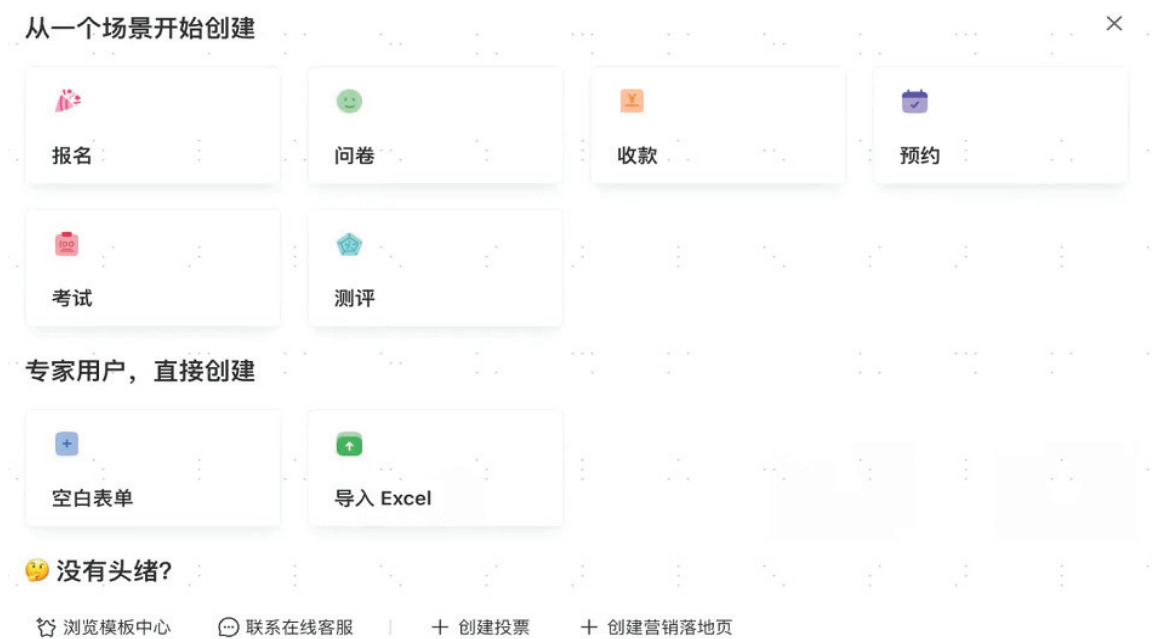 从一个场景开始创建
报名
问卷
收款
预约
考试
测评
专家用户，直接创建
空白表单
导入 Excel
没有头绪?
浏览模板中心
联系在线客服
创建投票
创建营销落地页